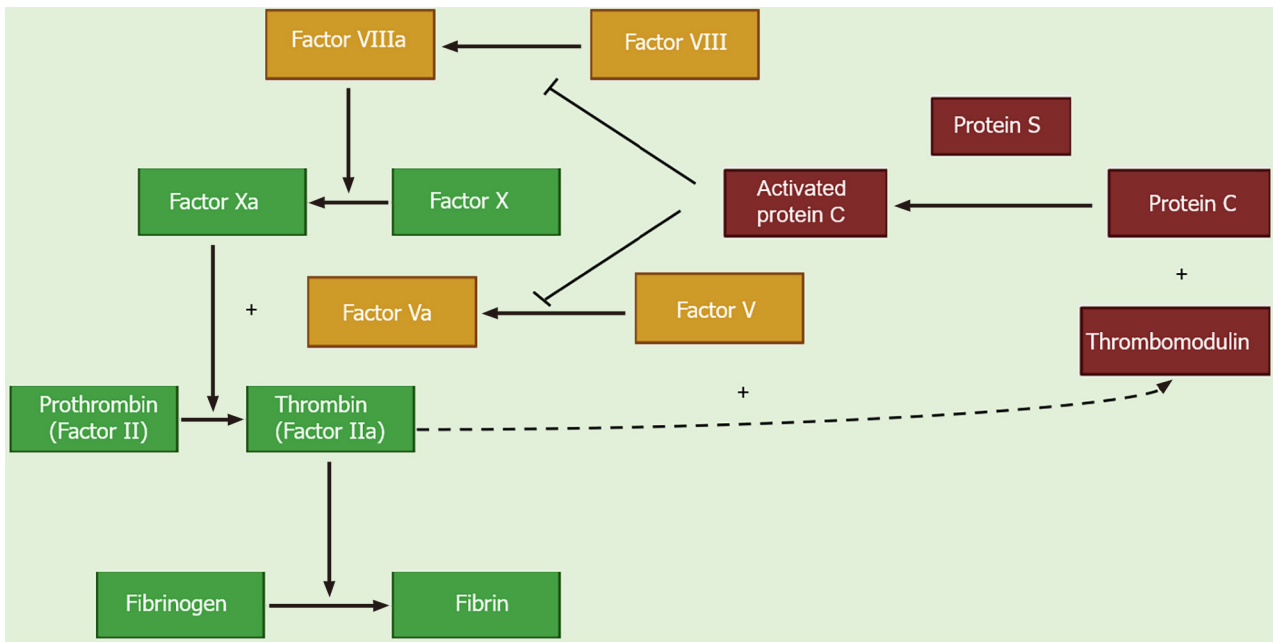 Factor VIIIa
Factor VIII
Protein S
Factor Xa
Factor X
Activated
protein C
Protein C
+
+
Factor Va
Factor V
Thrombomodulin
+
Prothrombin
(Factor II)
Thrombin
(Factor IIa)
Fibrinogen
Fibrin